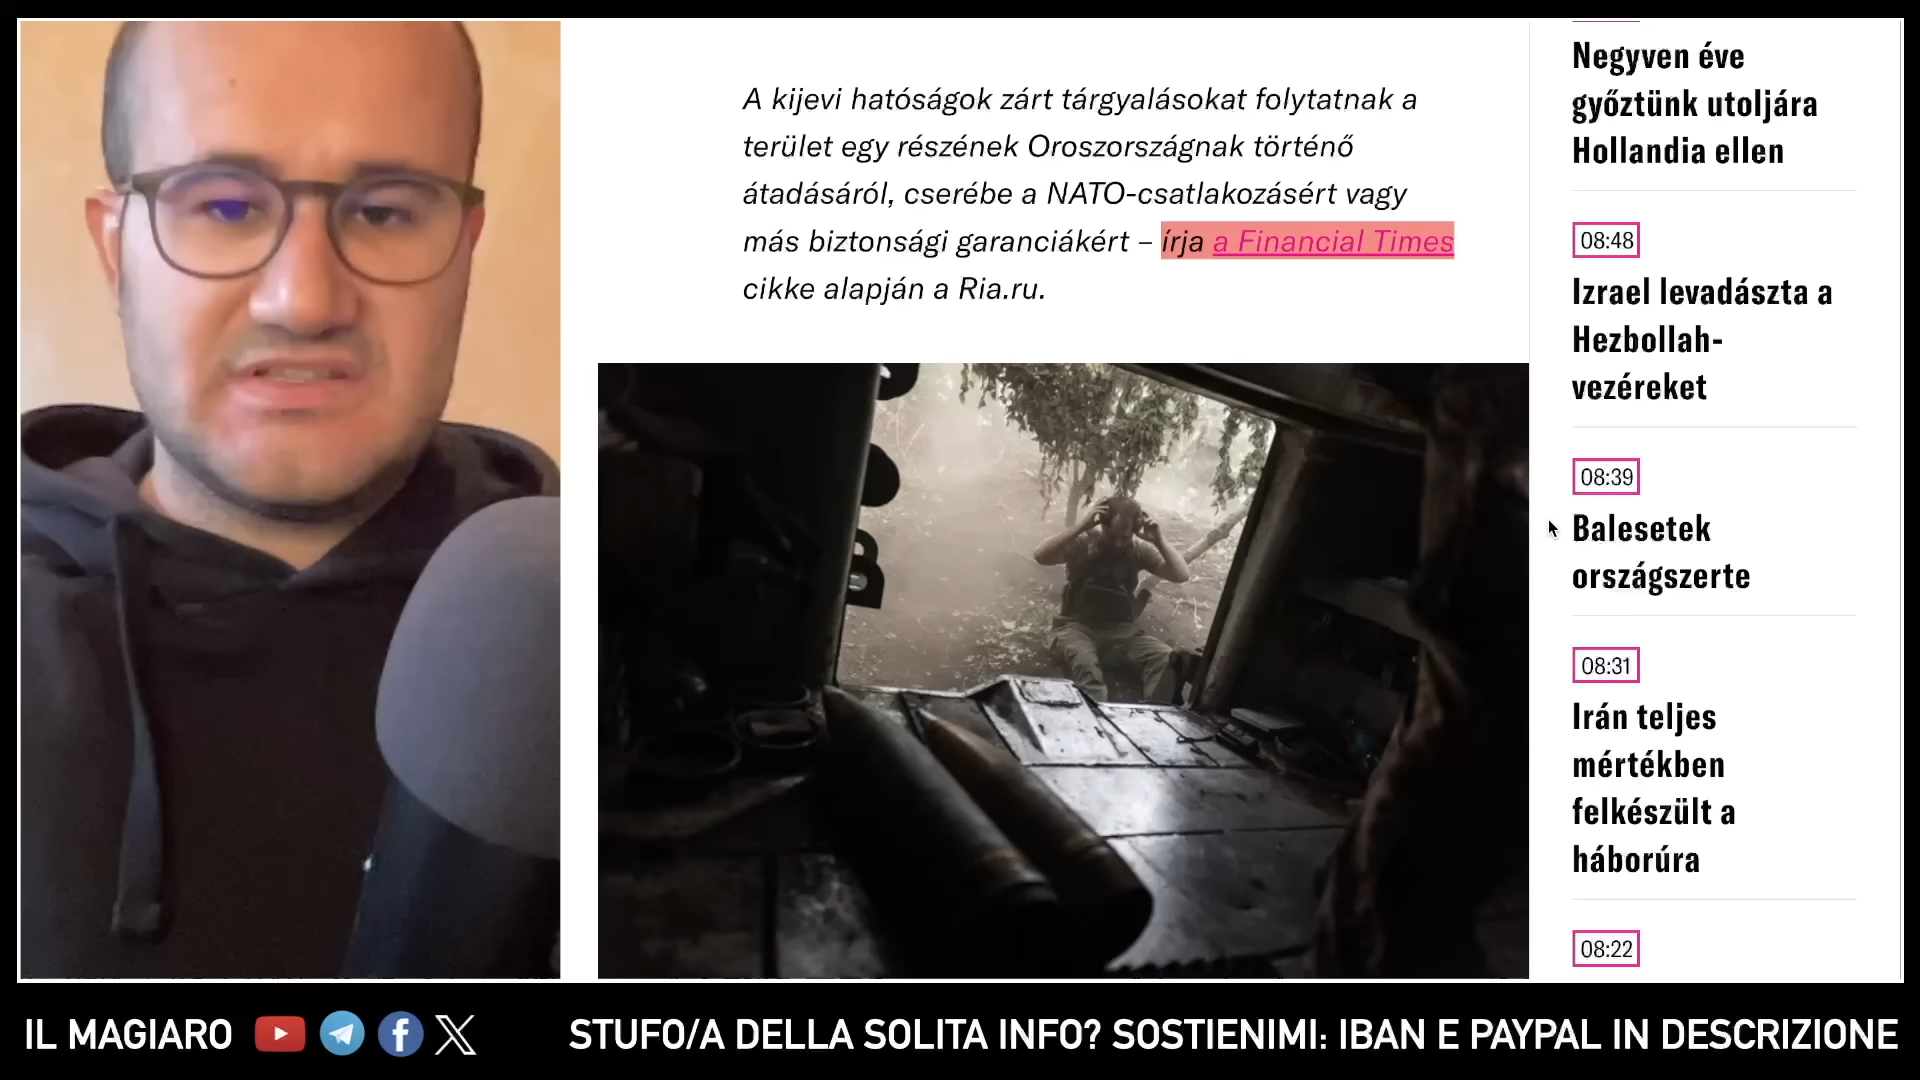 A kijevi hatóságok zárt tárgyalásokat folytatnak a
terület egy részének Oroszországnak történő
átadásáról, cserébe a NATO-csatlakozásért vagy
más biztonsági garanciákért – írja a Financial Times
cikke alapján a Ria.ru.
Negyven éve
győztünk utoljára
Hollandia ellen
08:48
Izrael levadászta a
Hezbollah-
vezéreket
08:39
Balesetek
országszerte
08:31
Irán teljes
mértékben
felkészült a
háborúra
08:22
IL MAGIARO
STUFO/A DELLA SOLITA INFO? SOSTIENIMI: IBAN E PAYPAL IN DESCRIZIONE